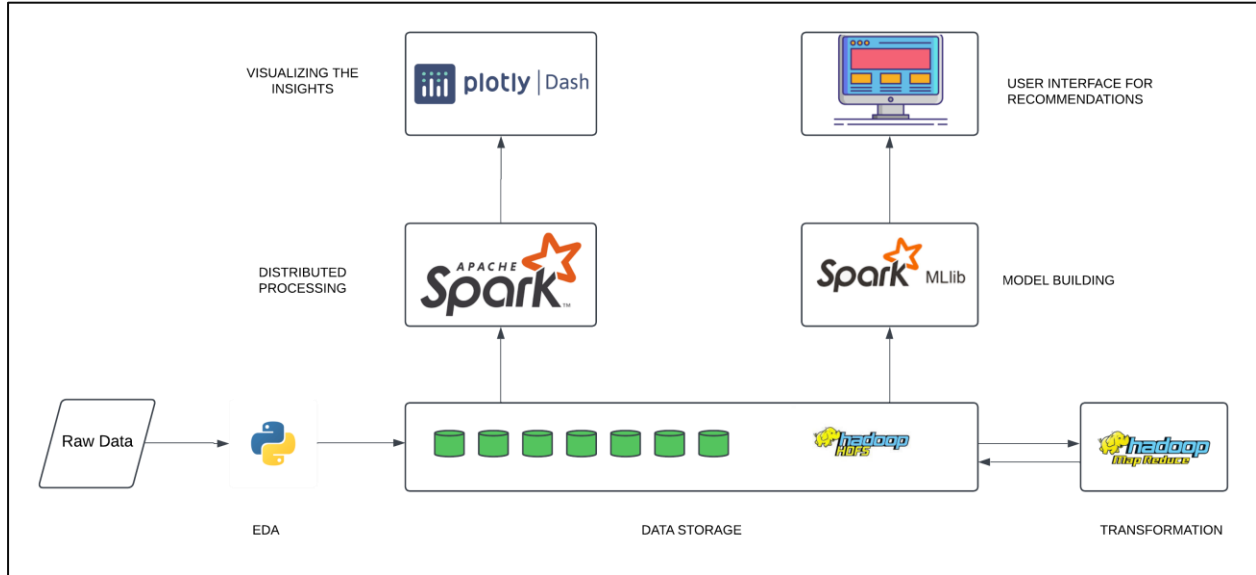 VISUALIZING THE
INSIGHTS
plotly | Dash
USER INTERFACE FOR
RECOMMENDATIONS
DISTRIBUTED
PROCESSING
APACHE
Spark™
Spark MLlib
MODEL BUILDING
Raw Data
hadoop
HDFS
hadoop
Map Reduce
EDA
DATA STORAGE
TRANSFORMATION